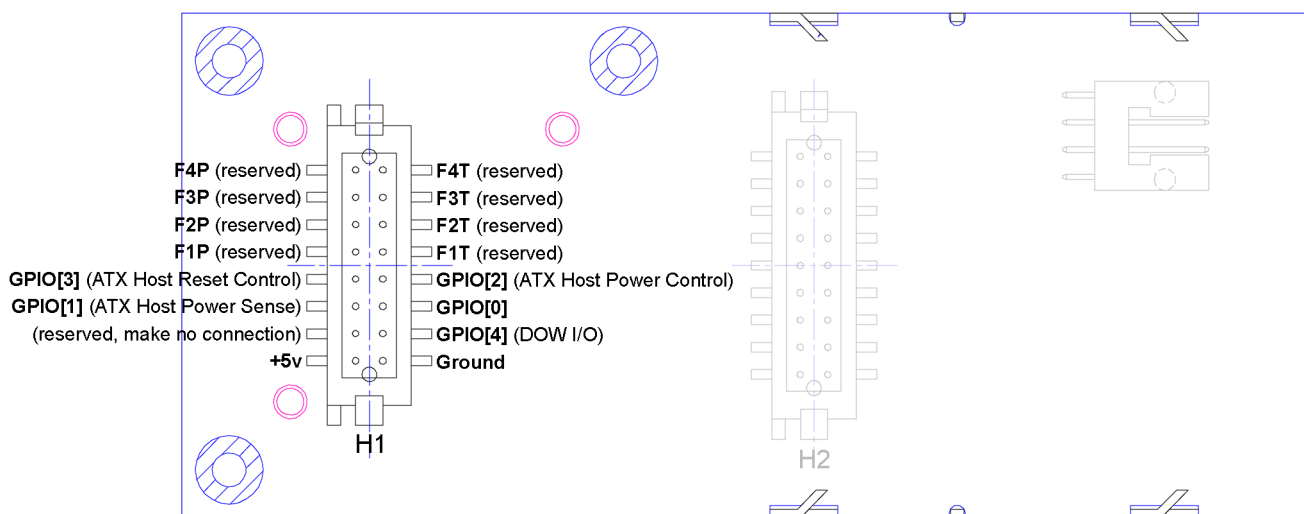 F4P (reserved) F4T (reserved)
F3P (reserved) F3T (reserved)
F2P (reserved) F2T (reserved)
F1P (reserved) F1T (reserved)
GPIO[3] (ATX Host Reset Control) GPIO[2] (ATX Host Power Control)
GPIO[1] (ATX Host Power Sense) GPIO[0]
(reserved, make no connection) GPIO[4] (DOW I/O)
+5v Ground
H1
H2